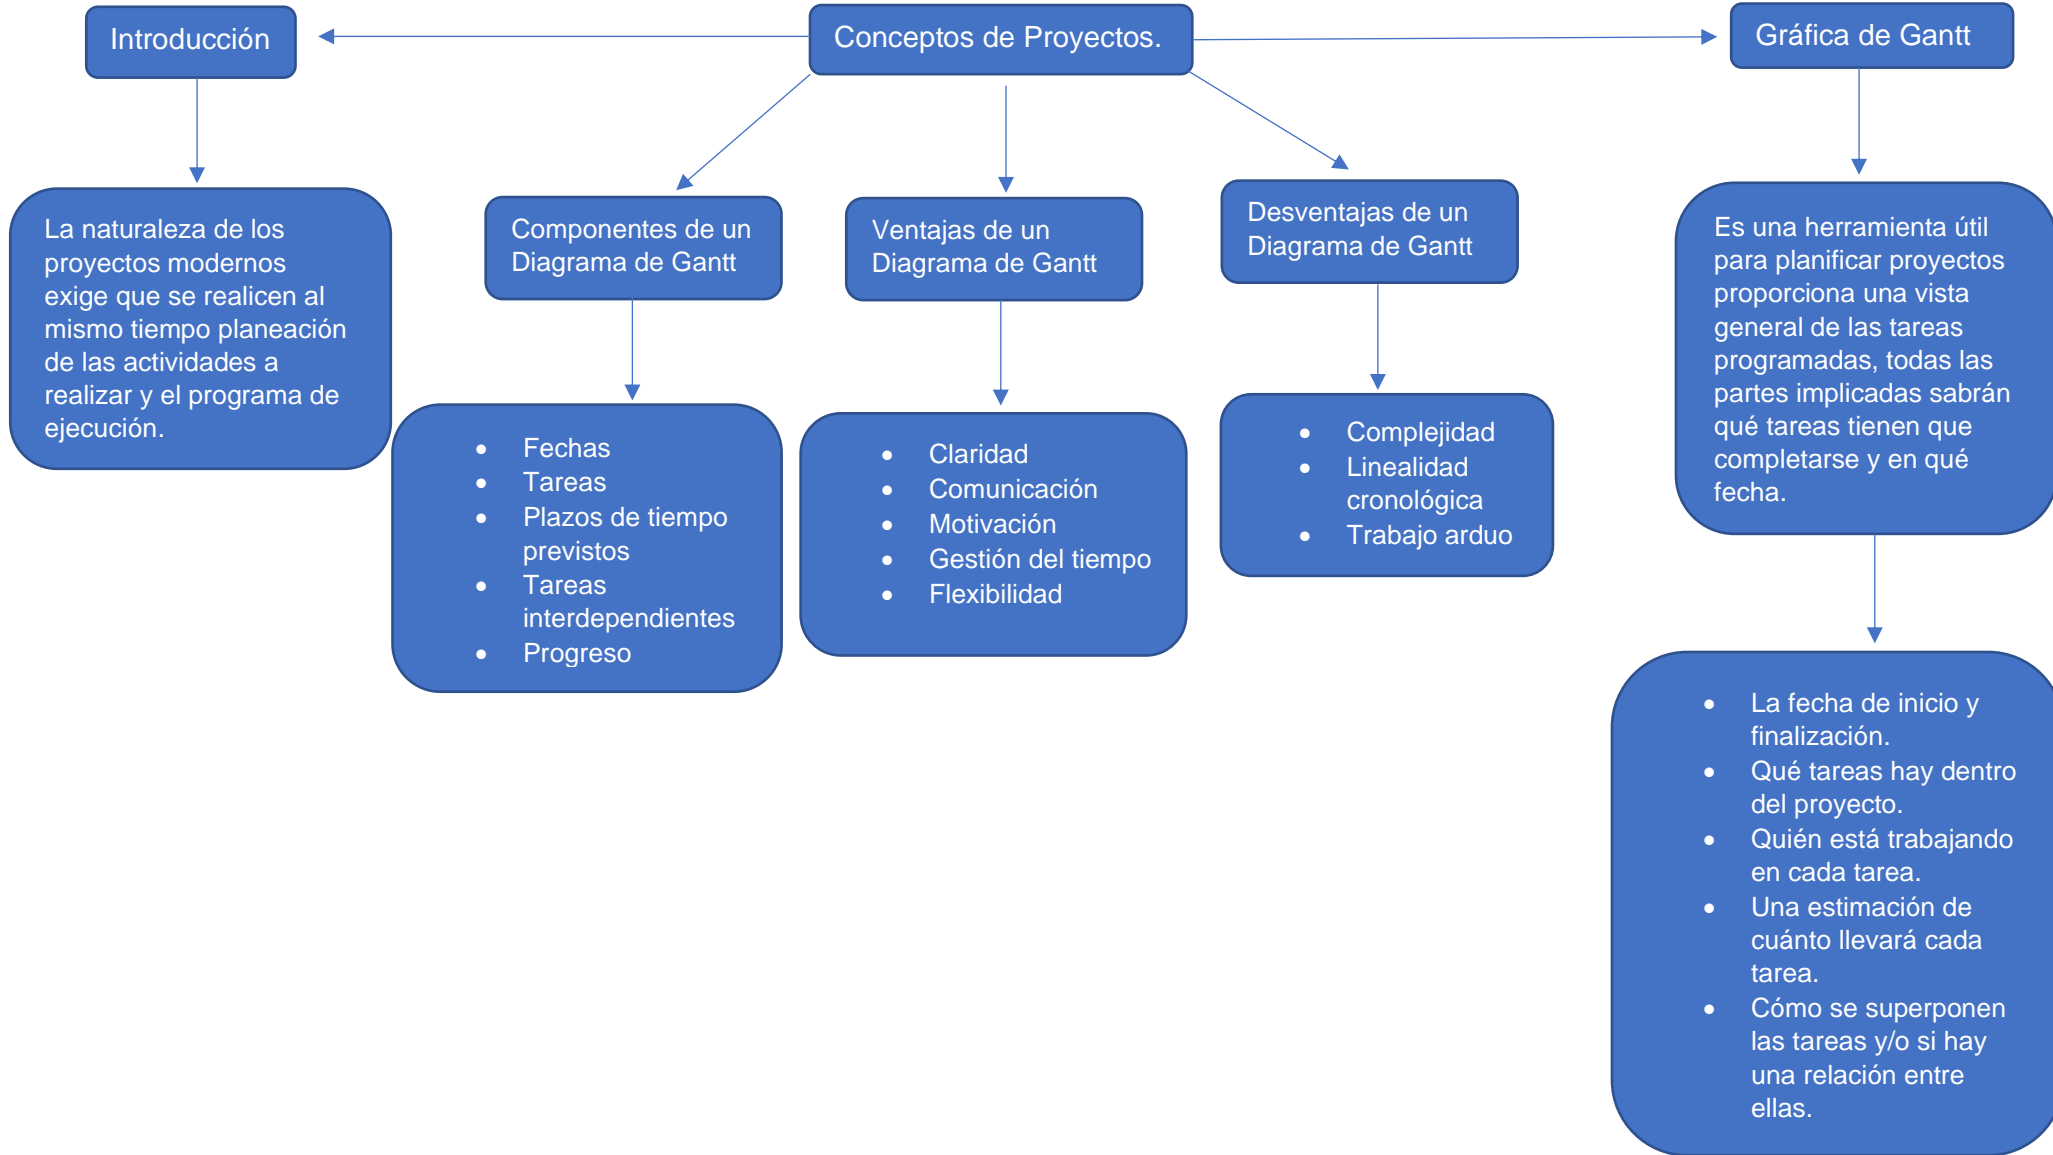 Introducción
Conceptos de Proyectos.
Gráfica de Gantt
La naturaleza de los
proyectos modernos
exige que se realicen al
mismo tiempo planeación
de las actividades a
realizar y el programa de
ejecución.
Componentes de un
Diagrama de Gantt
Ventajas de un
Diagrama de Gantt
Desventajas de un
Diagrama de Gantt
Es una herramienta útil
para planificar proyectos
proporciona una vista
general de las tareas
programadas, todas las
partes implicadas sabrán
qué tareas tienen que
completarse y en qué
fecha.
• Fechas
• Tareas
• Plazos de tiempo
previstos
• Tareas
interdependientes
• Progreso
• Claridad
• Comunicación
• Motivación
• Gestión del tiempo
• Flexibilidad
• Complejidad
• Linealidad
cronológica
• Trabajo arduo
• La fecha de inicio y
finalización.
• Qué tareas hay dentro
del proyecto.
• Quién está trabajando
en cada tarea.
• Una estimación de
cuánto llevará cada
tarea.
• Cómo se superponen
las tareas y/o si hay
una relación entre
ellas.